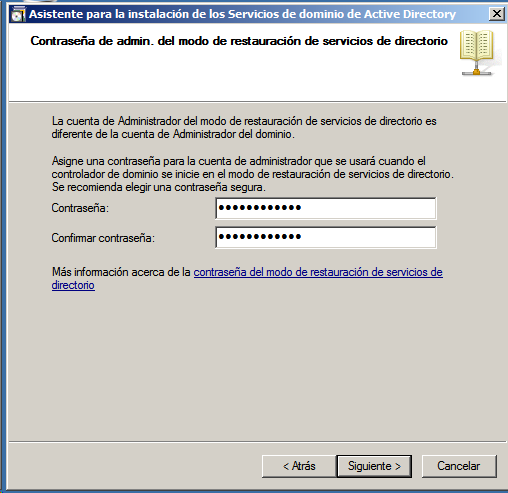 Asistente para la instalación de los Servicios de dominio de Active Directory
Contraseña de admin. del modo de restauración de servicios de directorio
La cuenta de Administrador del modo de restauración de servicios de directorio es
diferente de la cuenta de Administrador del dominio.
Asigne una contraseña para la cuenta de administrador que se usará cuando el
controlador de dominio se inicie en el modo de restauración de servicios de directorio.
Se recomienda elegir una contraseña segura.
Contraseña: ●●●●●●●●●●●●
Confirmar contraseña: ●●●●●●●●●●●●
Más información acerca de la contraseña del modo de restauración de servicios de
directorio
< Atrás Siguiente > Cancelar